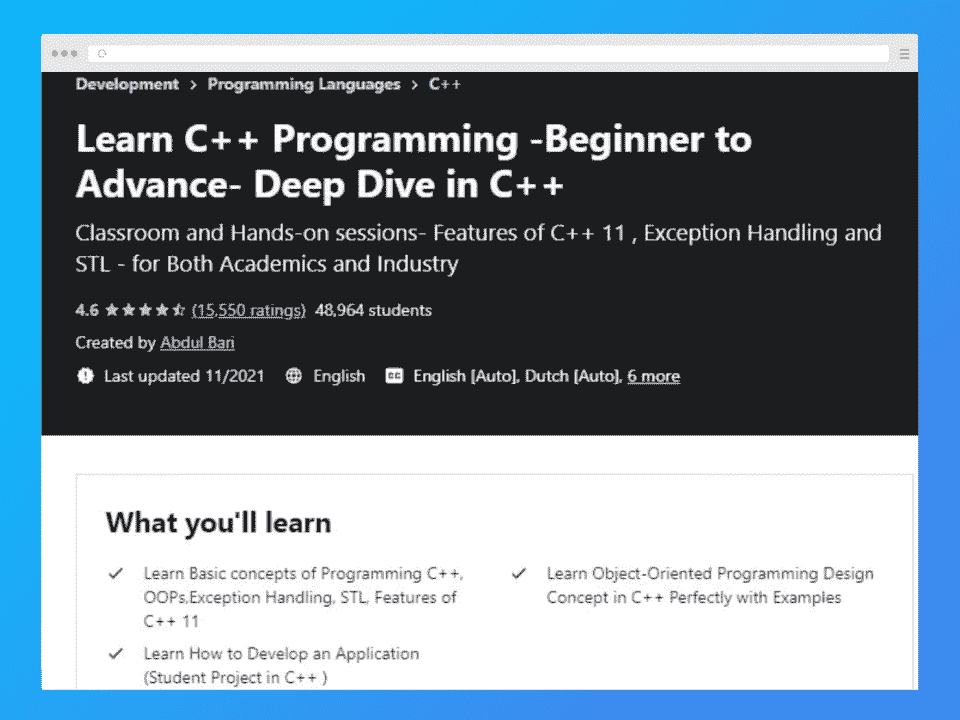 Development > Programming Languages > C++
Learn C++ Programming -Beginner to
Advance- Deep Dive in C++
Classroom and Hands-on sessions- Features of C++ 11 , Exception Handling and
STL - for Both Academics and Industry
4.6 (15,550 ratings) 48,964 students
Created by Abdul Bari
Last updated 11/2021 English CC English [Auto], Dutch [Auto], 6 more
What you'll learn
Learn Basic concepts of Programming C++,
OOPs,Exception Handling, STL, Features of
C++ 11
Learn Object-Oriented Programming Design
Concept in C++ Perfectly with Examples
Learn How to Develop an Application
(Student Project in C++ )